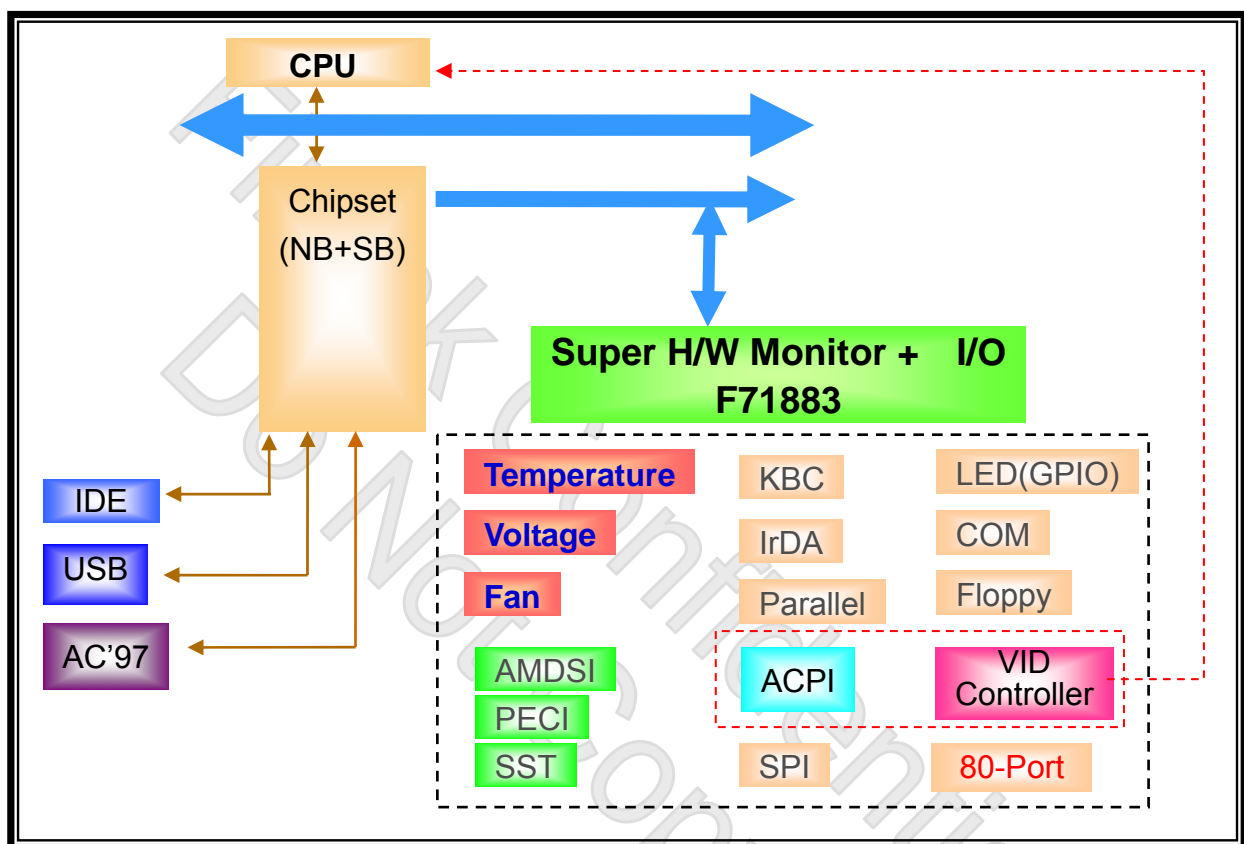 CPU
Chipset
(NB+SB)
Super H/W Monitor + I/O
F71883
IDE
USB
AC’97
Temperature
Voltage
Fan
AMDSI
PECI
SST
KBC
IrDA
Parallel
ACPI
SPI
LED(GPIO)
COM
Floppy
VID
Controller
80-Port